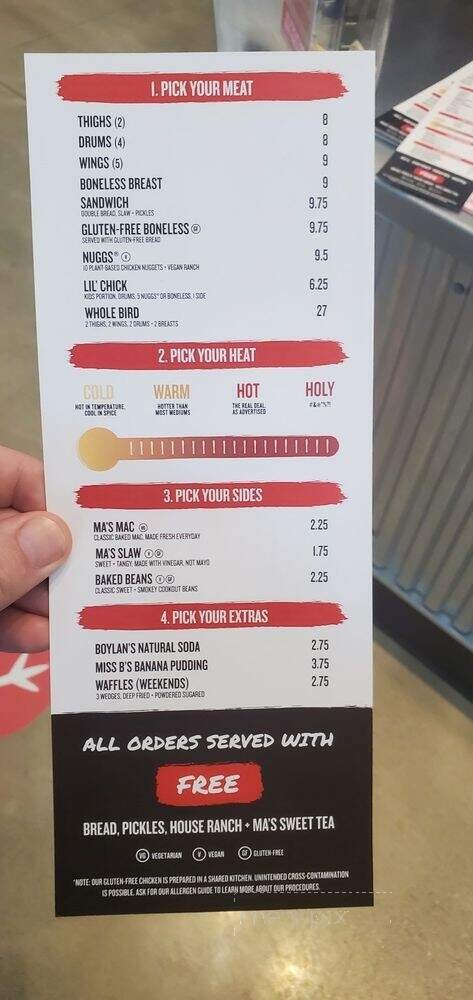 1. PICK YOUR MEAT
THIGHS (2) 8
DRUMS (4) 8
WINGS (5) 9
BONELESS BREAST 9
SANDWICH 9.75
DOUBLE BREAD, SLAW + PICKLES
GLUTEN-FREE BONELESS GF 9.75
SERVED WITH GLUTEN-FREE BREAD
NUGGS® V 9.5
10 PLANT-BASED CHICKEN NUGGETS + VEGAN RANCH
LIL' CHICK 6.25
KIDS PORTION, DRUMS, 5 NUGGS® OR BONELESS, 1 SIDE
WHOLE BIRD 27
2 THIGHS, 2 WINGS, 2 DRUMS + 2 BREASTS
2. PICK YOUR HEAT
COLD WARM HOT HOLY
HOT IN TEMPERATURE, HOTTER THAN THE REAL DEAL, #&@*%?!
COOL IN SPICE MOST MEDIUMS AS ADVERTISED
3. PICK YOUR SIDES
MA'S MAC VG 2.25
CLASSIC BAKED MAC, MADE FRESH EVERYDAY
MA'S SLAW V GF 1.75
SWEET + TANGY, MADE WITH VINEGAR, NOT MAYO
BAKED BEANS V GF 2.25
CLASSIC SWEET + SMOKEY COOKOUT BEANS
4. PICK YOUR EXTRAS
BOYLAN'S NATURAL SODA 2.75
MISS B'S BANANA PUDDING 3.75
WAFFLES (WEEKENDS) 2.75
3 WEDGES, DEEP FRIED + POWDERED SUGARED
ALL ORDERS SERVED WITH
FREE
BREAD, PICKLES, HOUSE RANCH + MA'S SWEET TEA
VG VEGETARIAN V VEGAN GF GLUTEN-FREE
*NOTE: OUR GLUTEN-FREE CHICKEN IS PREPARED IN A SHARED KITCHEN. UNINTENDED CROSS-CONTAMINATION
IS POSSIBLE. ASK FOR OUR ALLERGEN GUIDE TO LEARN MORE ABOUT OUR PROCEDURES.
FREE